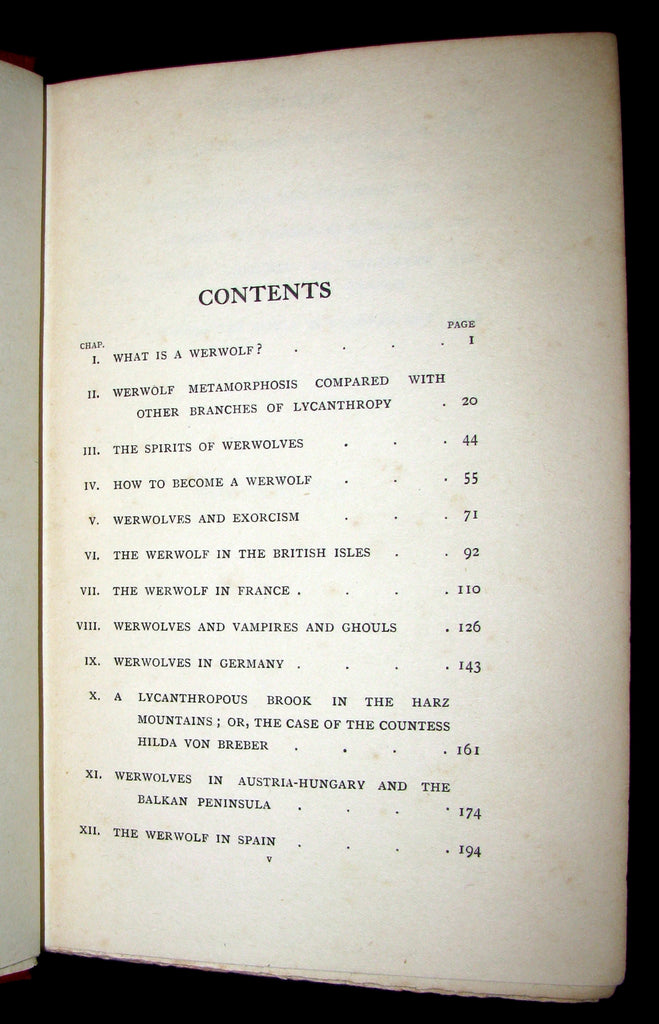 CONTENTS
CHAP. PAGE
I. WHAT IS A WERWOLF? . . . . 1
II. WERWOLF METAMORPHOSIS COMPARED WITH
OTHER BRANCHES OF LYCANTHROPY . 20
III. THE SPIRITS OF WERWOLVES . . . 44
IV. HOW TO BECOME A WERWOLF . . . 55
V. WERWOLVES AND EXORCISM . . . 71
VI. THE WERWOLF IN THE BRITISH ISLES . . 92
VII. THE WERWOLF IN FRANCE . . . . 110
VIII. WERWOLVES AND VAMPIRES AND GHOULS . 126
IX. WERWOLVES IN GERMANY . . . . 143
X. A LYCANTHROPOUS BROOK IN THE HARZ
MOUNTAINS; OR, THE CASE OF THE COUNTESS
HILDA VON BREBER . . . . 161
XI. WERWOLVES IN AUSTRIA-HUNGARY AND THE
BALKAN PENINSULA . . . . 174
XII. THE WERWOLF IN SPAIN . . . . 194
v